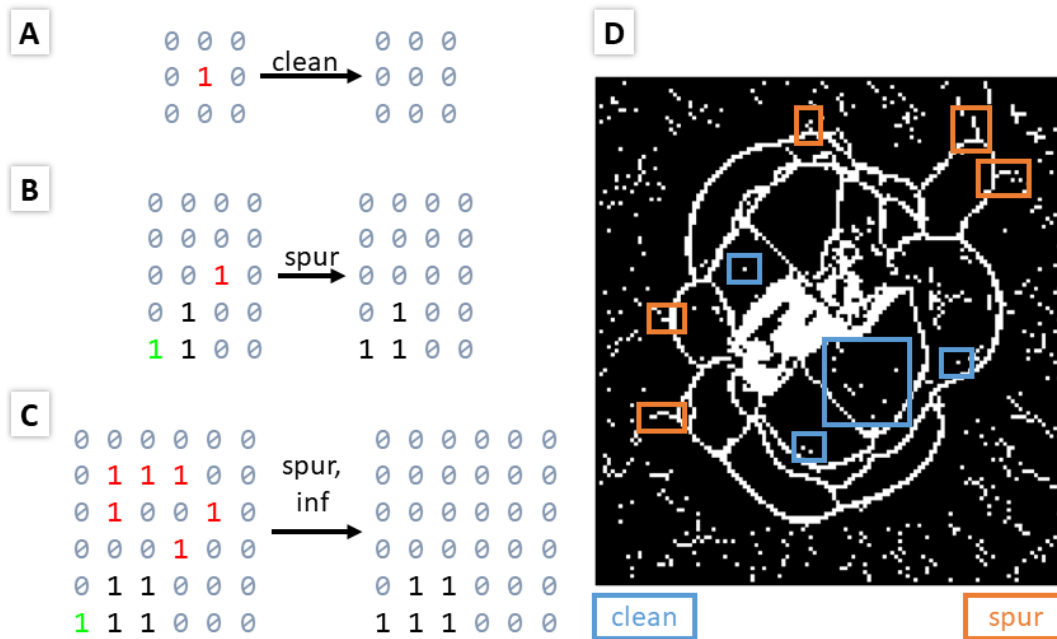 A
0 0 0
0 1 0
0 0 0
clean
0 0 0
0 0 0
0 0 0
B
0 0 0 0
0 0 0 0
0 0 1 0
0 1 0 0
1 1 0 0
spur
0 0 0 0
0 0 0 0
0 0 0 0
0 1 0 0
1 1 0 0
C
0 0 0 0 0 0
0 1 1 1 0 0
0 1 0 0 1 0
0 0 0 1 0 0
0 1 1 0 0 0
1 1 1 0 0 0
spur,
inf
0 0 0 0 0 0
0 0 0 0 0 0
0 0 0 0 0 0
0 0 0 0 0 0
0 1 1 0 0 0
1 1 1 0 0 0
D
clean
spur